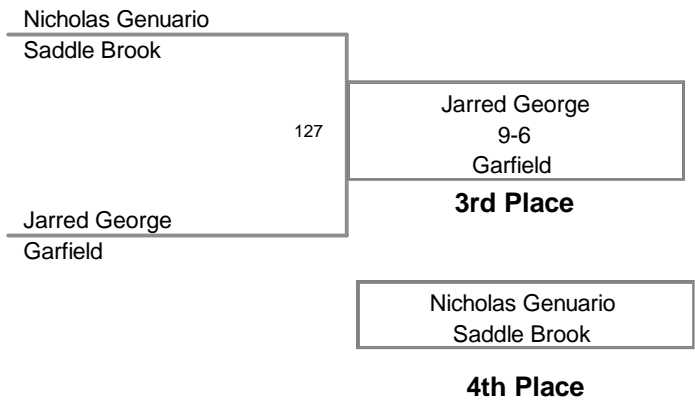 Nicholas Genuario
Saddle Brook
Jarred George
127
9-6
Garfield
3rd Place
Jarred George
Garfield
Nicholas Genuario
Saddle Brook
4th Place